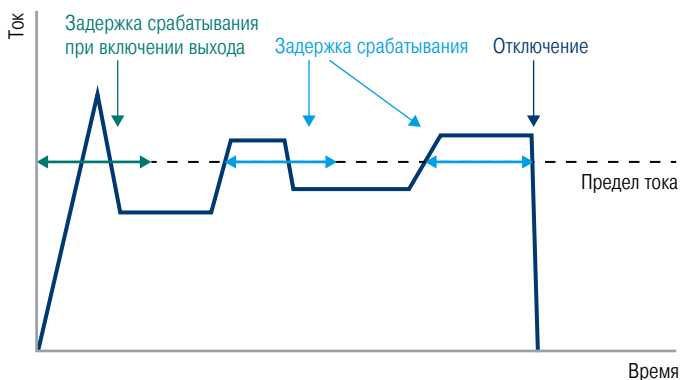 Ток
Задержка срабатывания
при включении выхода
Задержка срабатывания
Отключение
Предел тока
Время